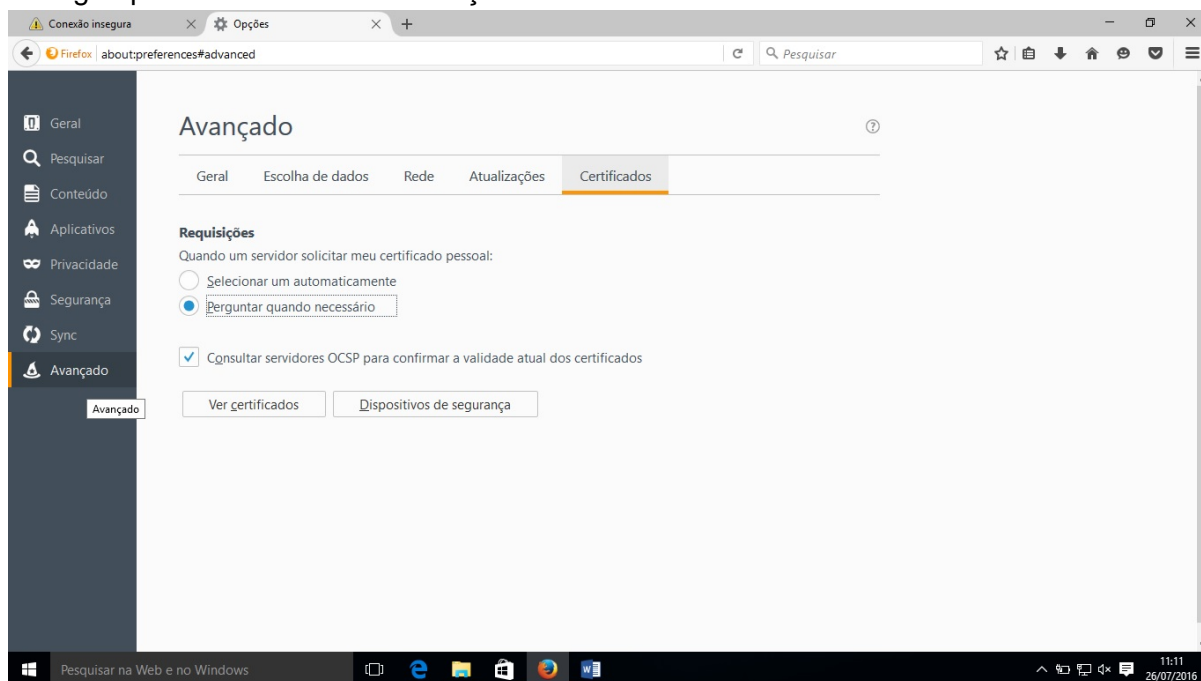 Conexão insegura
Opções
Firefox about:preferences#advanced
Pesquisar
Geral
Pesquisar
Conteúdo
Aplicativos
Privacidade
Segurança
Sync
Avançado
Avançado
Avançado
Geral Escolha de dados Rede Atualizações Certificados
Requisições
Quando um servidor solicitar meu certificado pessoal:
Selecionar um automaticamente
Perguntar quando necessário
Consultar servidores OCSP para confirmar a validade atual dos certificados
Ver certificados Dispositivos de segurança
Pesquisar na Web e no Windows
11:11
26/07/2016